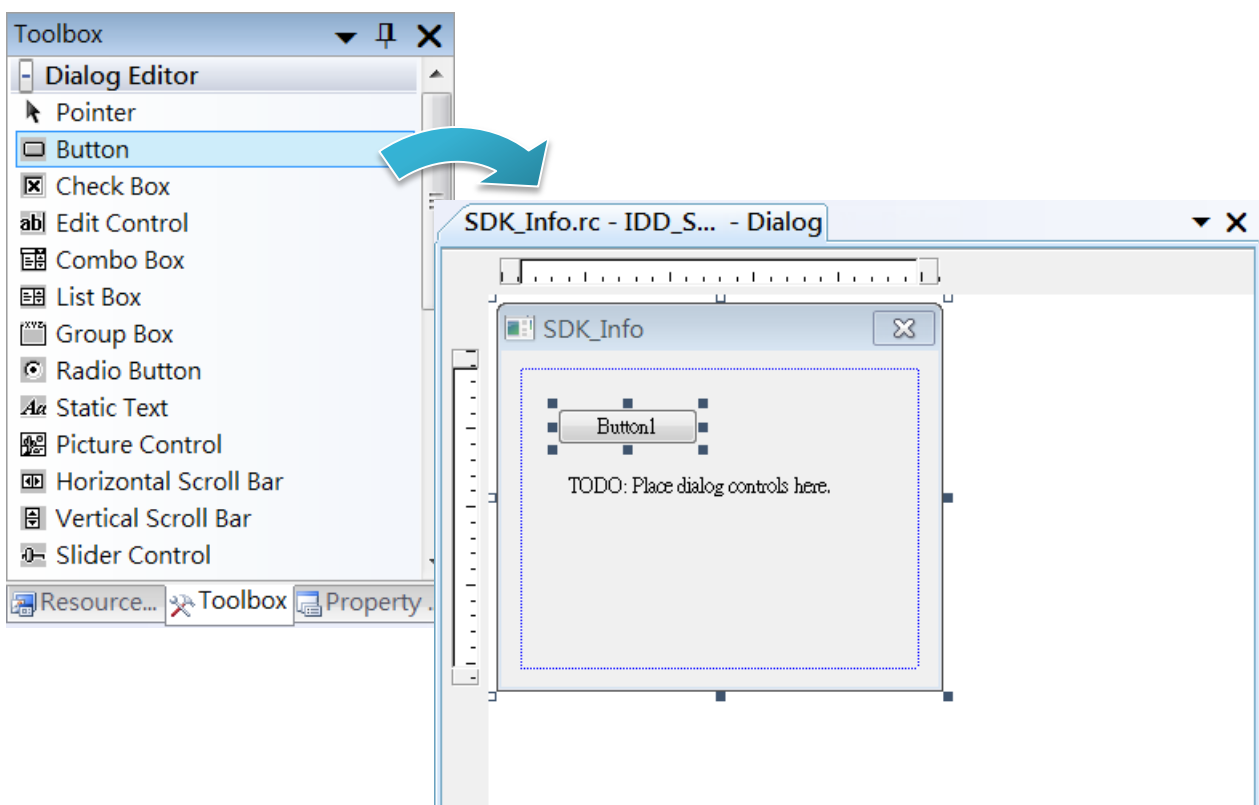 Toolbox
Dialog Editor
Pointer
Button
Check Box
Edit Control
Combo Box
List Box
Group Box
Radio Button
Static Text
Picture Control
Horizontal Scroll Bar
Vertical Scroll Bar
Slider Control
Resource... Toolbox Property .
SDK_Info.rc - IDD_S... - Dialog
SDK_Info
Button1
TODO: Place dialog controls here.